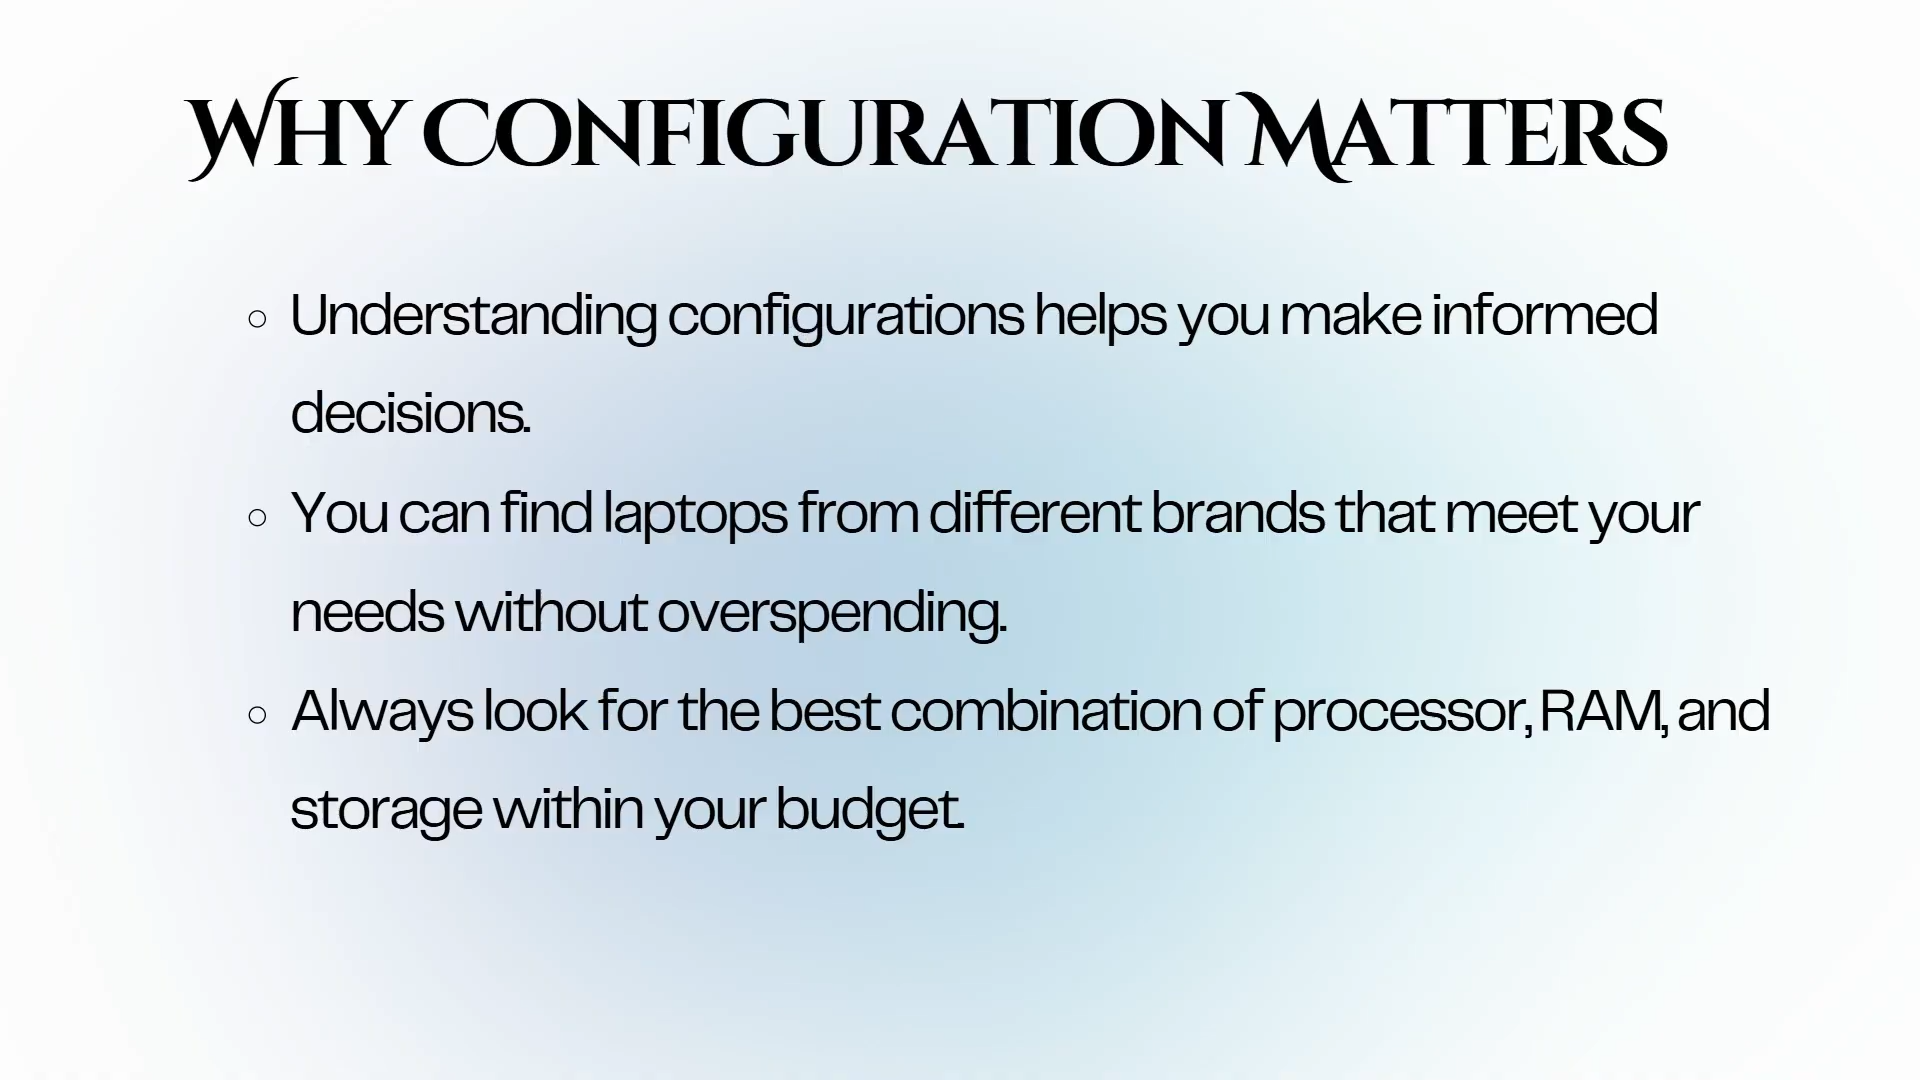 Why Configuration Matters
Understanding configurations helps you make informed
decisions.
You can find laptops from different brands that meet your
needs without overspending.
Always look for the best combination of processor, RAM, and
storage within your budget.